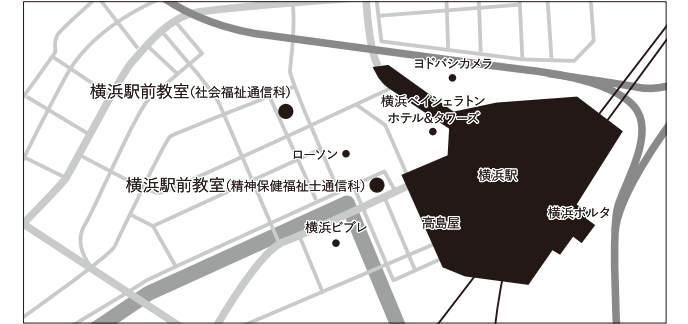 ヨドバシカメラ
横浜駅前教室(社会福祉通信科)
横浜ベイシェラトン
ホテル&タワーズ
ローソン
横浜駅
横浜駅前教室(精神保健福祉士通信科)
横浜ポルタ
高島屋
横浜ビブレ